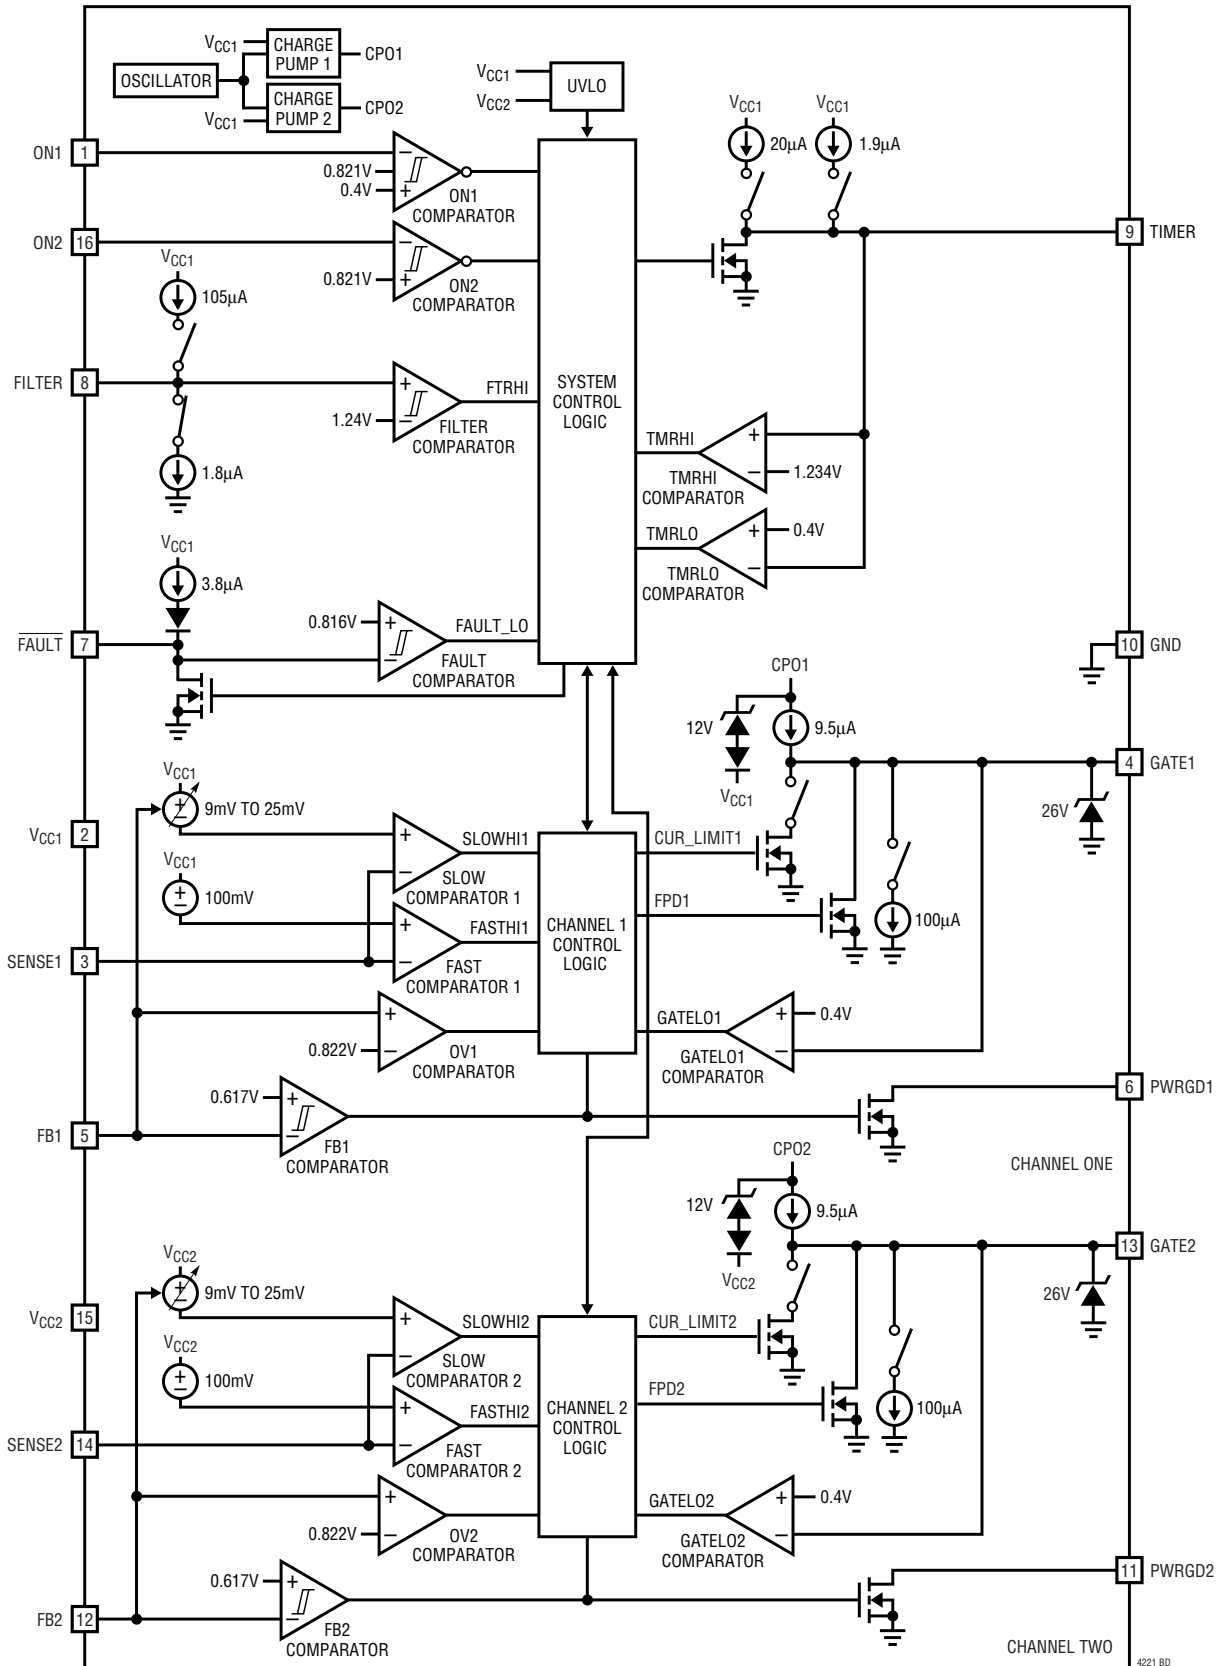 VCC1
CHARGE
PUMP 1
CPO1
OSCILLATOR
CHARGE
PUMP 2
CPO2
VCC1
VCC1
VCC2
UVLO
VCC1
VCC1
20µA
1.9µA
ON1
1
0.821V
0.4V
–
+
ON1
COMPARATOR
ON2
16
–
+
0.821V
ON2
COMPARATOR
9
TIMER
VCC1
105µA
FILTER
8
+
–
1.24V
FTRHI
FILTER
COMPARATOR
1.8µA
SYSTEM
CONTROL
LOGIC
TMRHI
+
–
1.234V
TMRHI
COMPARATOR
TMRLO
+
–
0.4V
TMRLO
COMPARATOR
VCC1
3.8µA
FAULT
7
0.816V
+
–
FAULT_LO
FAULT
COMPARATOR
10
GND
CPO1
12V
9.5µA
VCC1
4
GATE1
26V
VCC1
+
–
9mV TO 25mV
VCC1
2
VCC1
+
–
100mV
+
–
SLOWHI1
SLOW
COMPARATOR 1
SENSE1
3
+
–
FASTHI1
FAST
COMPARATOR 1
CHANNEL 1
CONTROL
LOGIC
CUR_LIMIT1
FPD1
100µA
+
–
0.822V
OV1
COMPARATOR
GATELO1
+
–
0.4V
GATELO1
COMPARATOR
0.617V
+
–
FB1
5
FB1
COMPARATOR
6
PWRGD1
CHANNEL ONE
CPO2
12V
9.5µA
VCC2
13
GATE2
26V
VCC2
+
–
9mV TO 25mV
VCC2
15
VCC2
+
–
100mV
+
–
SLOWHI2
SLOW
COMPARATOR 2
SENSE2
14
+
–
FASTHI2
FAST
COMPARATOR 2
CHANNEL 2
CONTROL
LOGIC
CUR_LIMIT2
FPD2
100µA
+
–
0.822V
OV2
COMPARATOR
GATELO2
+
–
0.4V
GATELO2
COMPARATOR
0.617V
+
–
FB2
12
FB2
COMPARATOR
11
PWRGD2
CHANNEL TWO
4221 BD